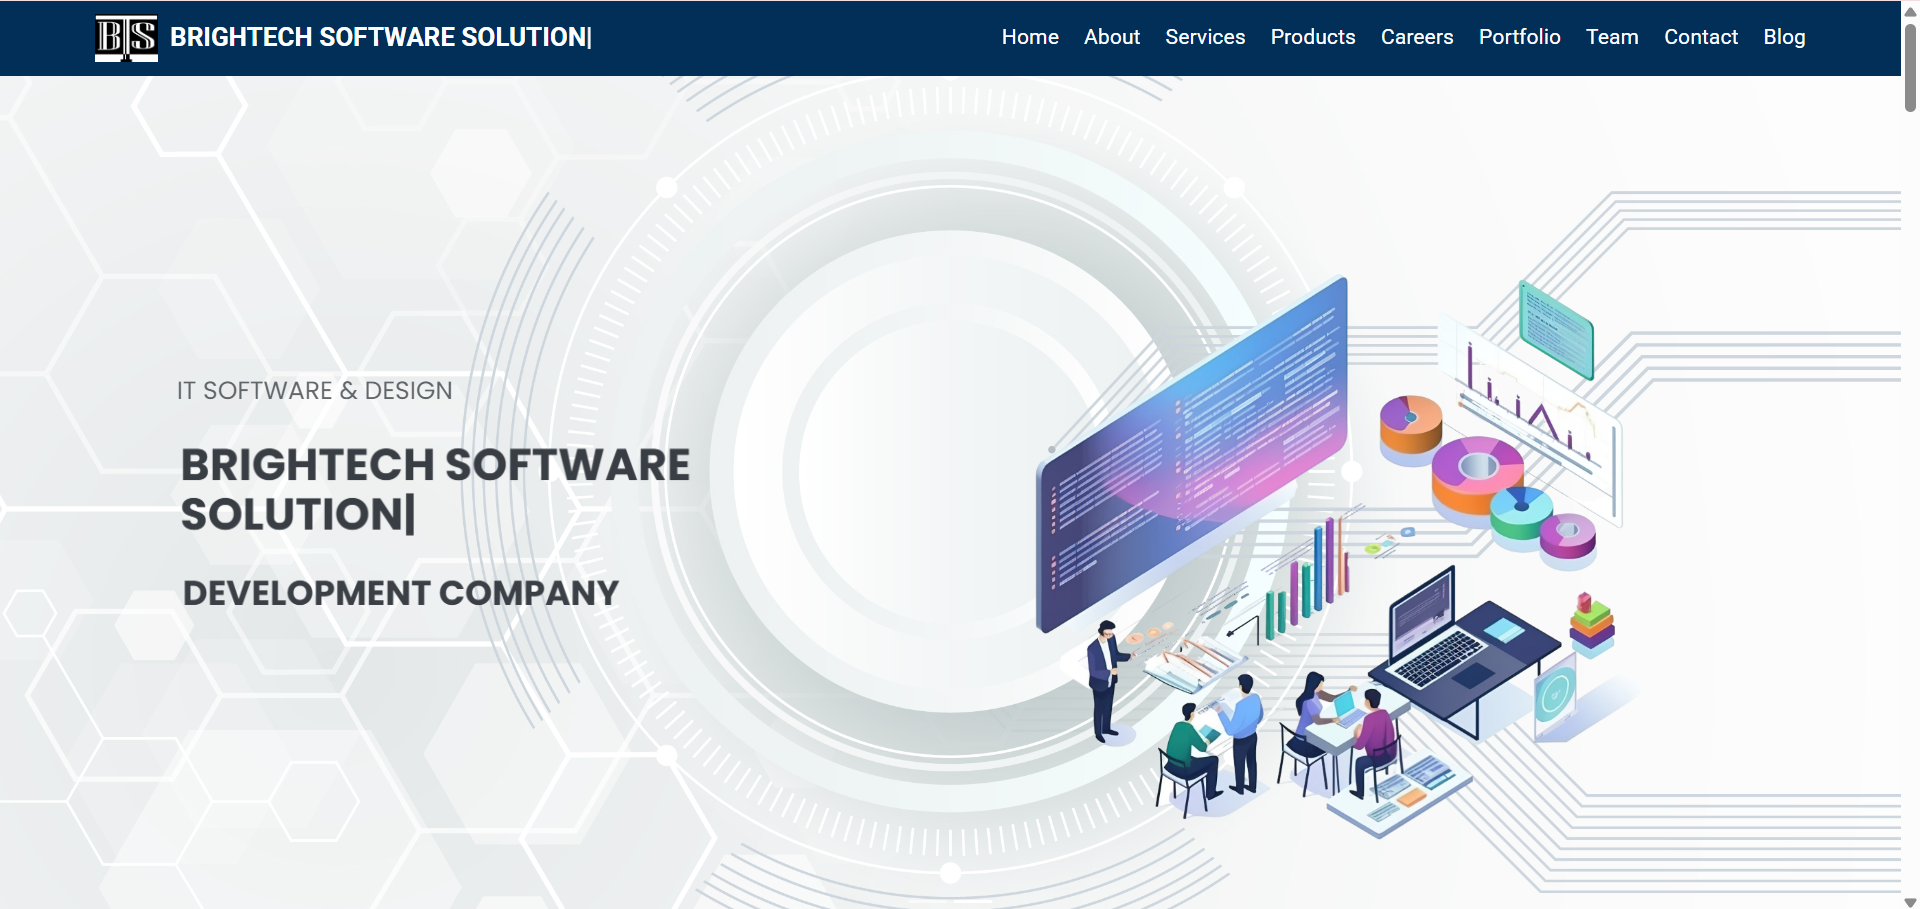 BTS
BRIGHTECH SOFTWARE SOLUTION|
Home About Services Products Careers Portfolio Team Contact Blog
IT SOFTWARE & DESIGN
BRIGHTECH SOFTWARE
SOLUTION|
DEVELOPMENT COMPANY